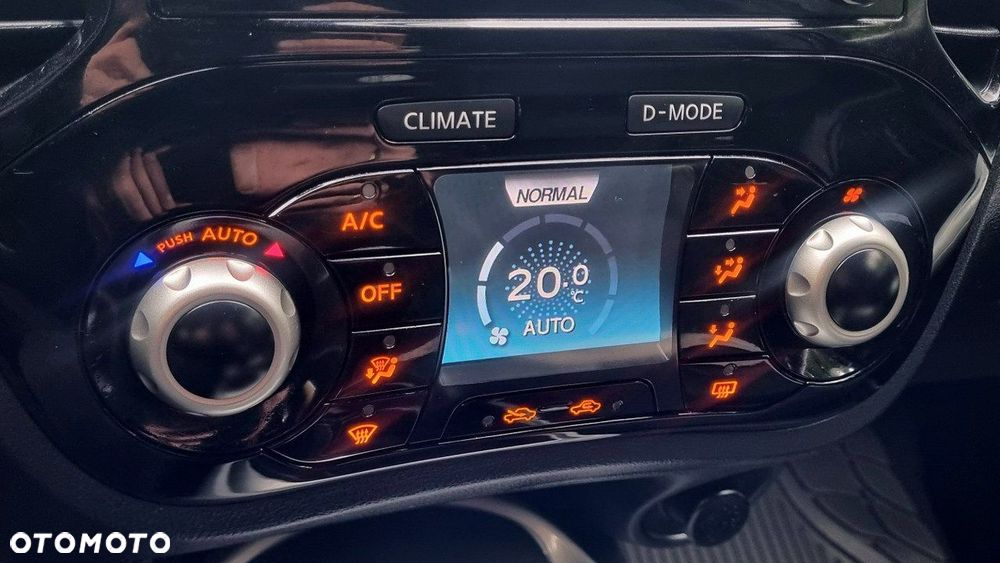 CLIMATE
D-MODE
NORMAL
A/C
PUSH AUTO
OFF
20.0
°C
AUTO
OTOMOTO